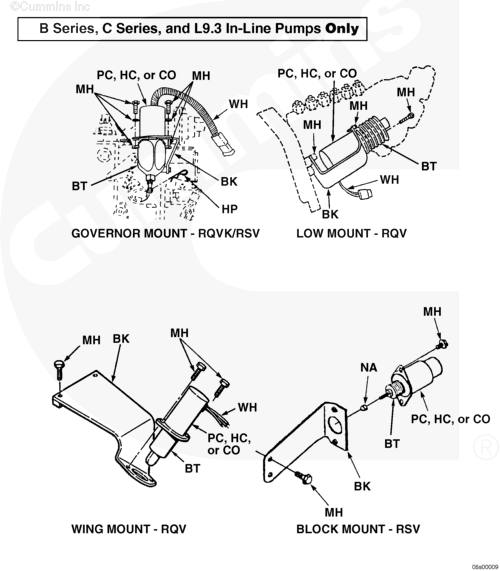 ©Cummins Inc
B Series, C Series, and L9.3 In-Line Pumps Only
PC, HC, or CO
MH
MH
WH
BT
BK
HP
GOVERNOR MOUNT - RQVK/RSV
PC, HC, or CO
MH
MH
MH
BT
WH
BK
LOW MOUNT - RQV
MH
BK
MH
WH
PC, HC,
or CO
BT
WING MOUNT - RQV
MH
NA
PC, HC, or CO
BT
BK
MH
BLOCK MOUNT - RSV
®
Cummins
05a00009